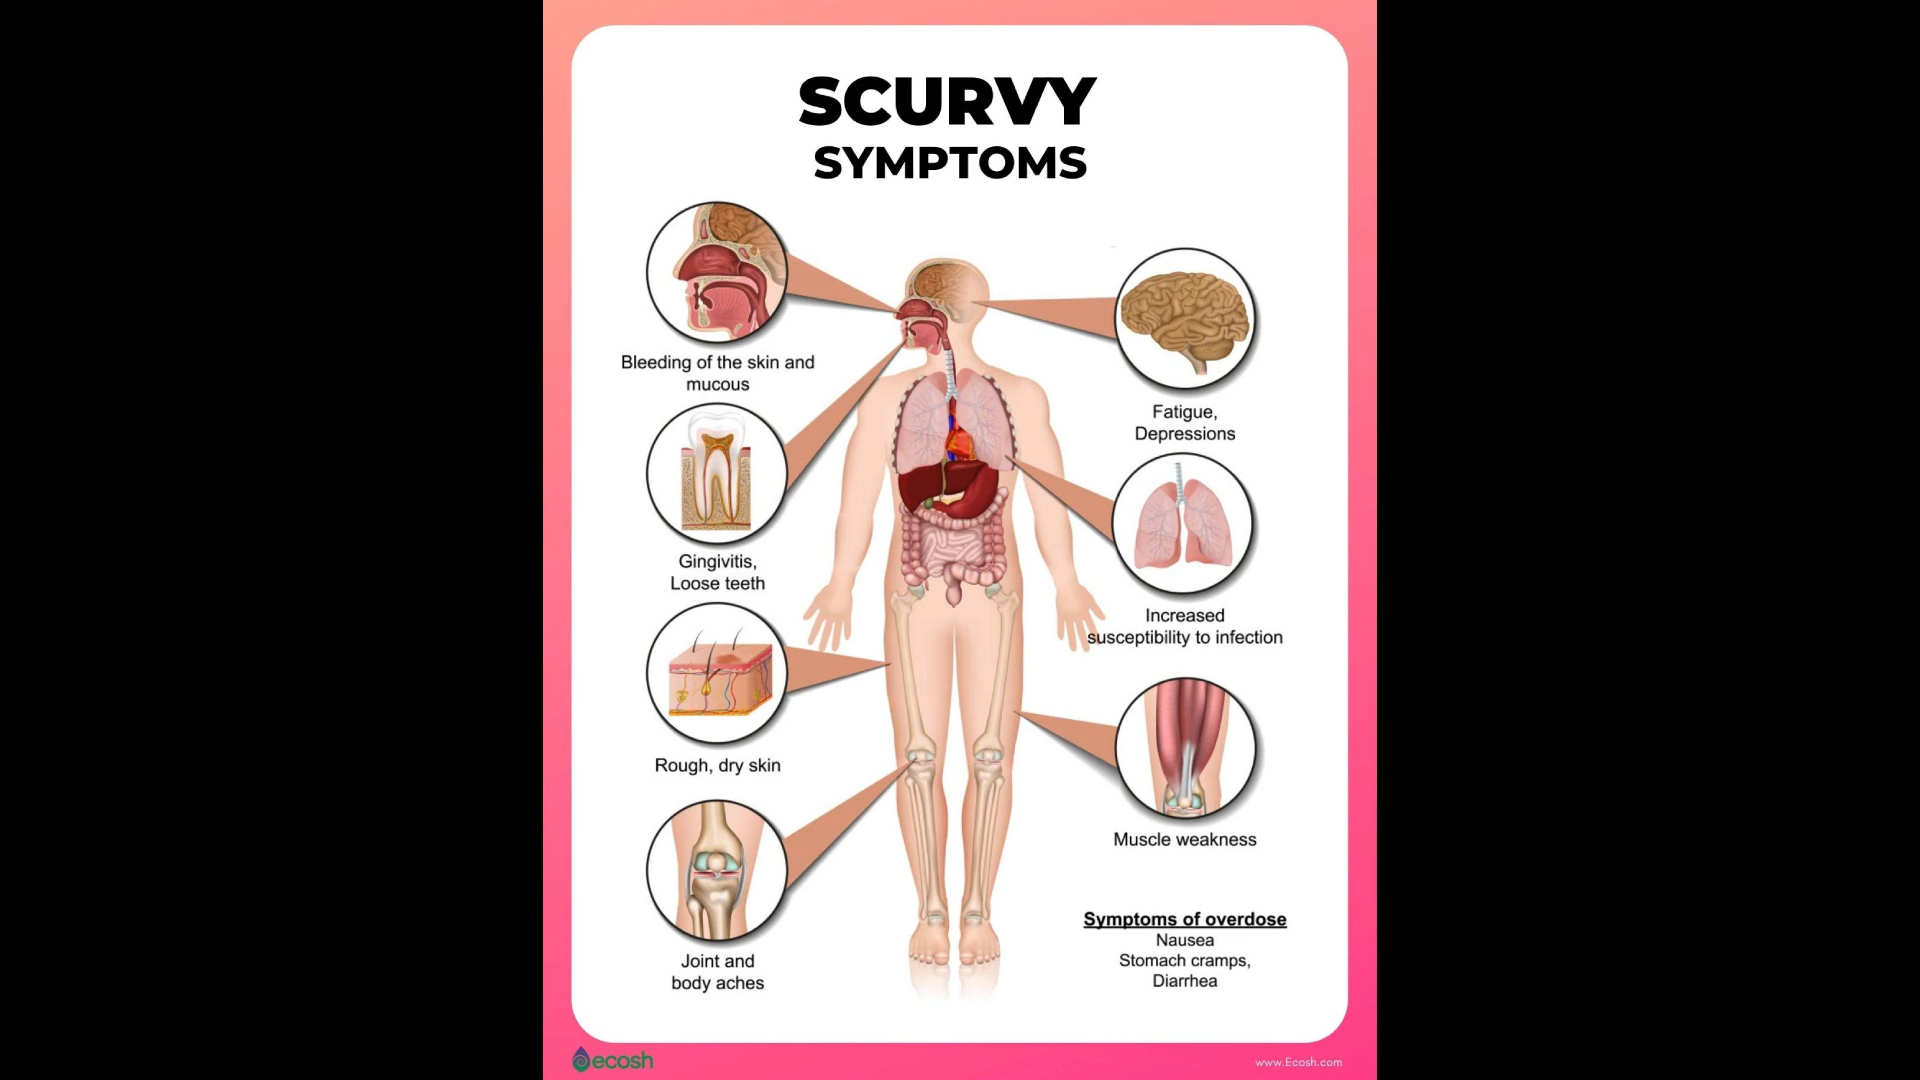 SCURVY
SYMPTOMS
Bleeding of the skin and
mucous
Gingivitis,
Loose teeth
Rough, dry skin
Joint and
body aches
Fatigue,
Depressions
Increased
susceptibility to infection
Muscle weakness
Symptoms of overdose
Nausea
Stomach cramps,
Diarrhea
ecosh
www.Ecosh.com